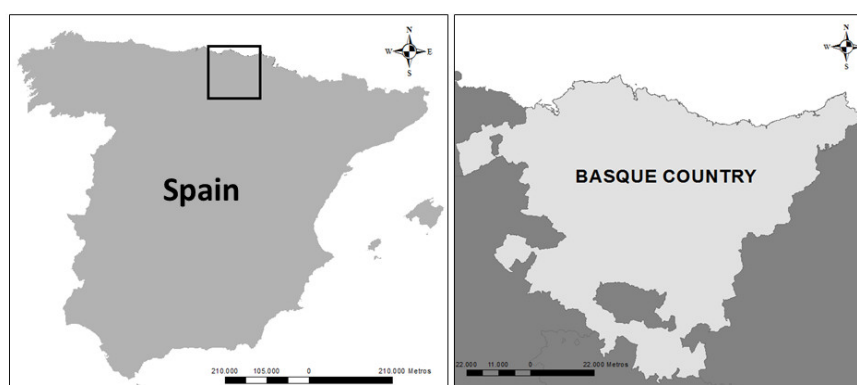 N
W E
S
Spain
210.000 105.000 0 210.000 Metros
N
W E
S
BASQUE COUNTRY
22.000 11.000 0 22.000 Metros